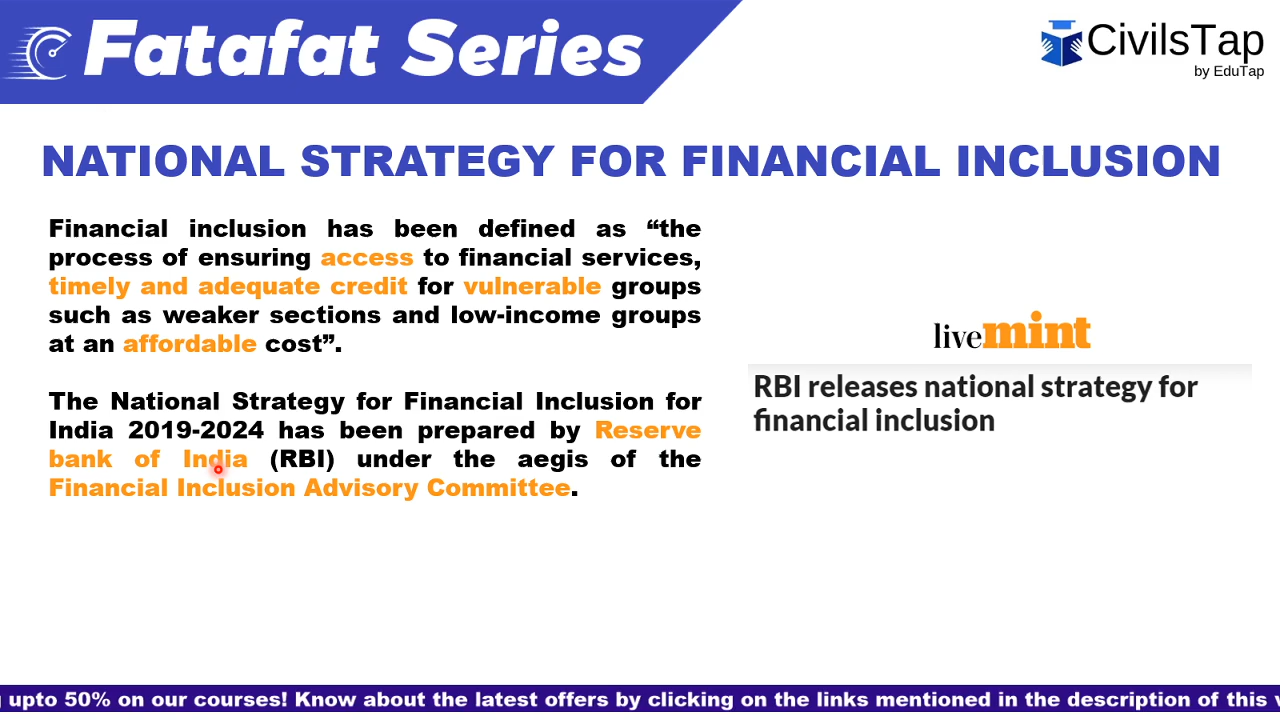 Fatafat Series
CivilsTap
by EduTap
NATIONAL STRATEGY FOR FINANCIAL INCLUSION
Financial inclusion has been defined as “the
process of ensuring access to financial services,
timely and adequate credit for vulnerable groups
such as weaker sections and low-income groups
at an affordable cost”.
The National Strategy for Financial Inclusion for
India 2019-2024 has been prepared by Reserve
bank of India (RBI) under the aegis of the
Financial Inclusion Advisory Committee.
livemint
RBI releases national strategy for
financial inclusion
upto 50% on our courses! Know about the latest offers by clicking on the links mentioned in the description of this